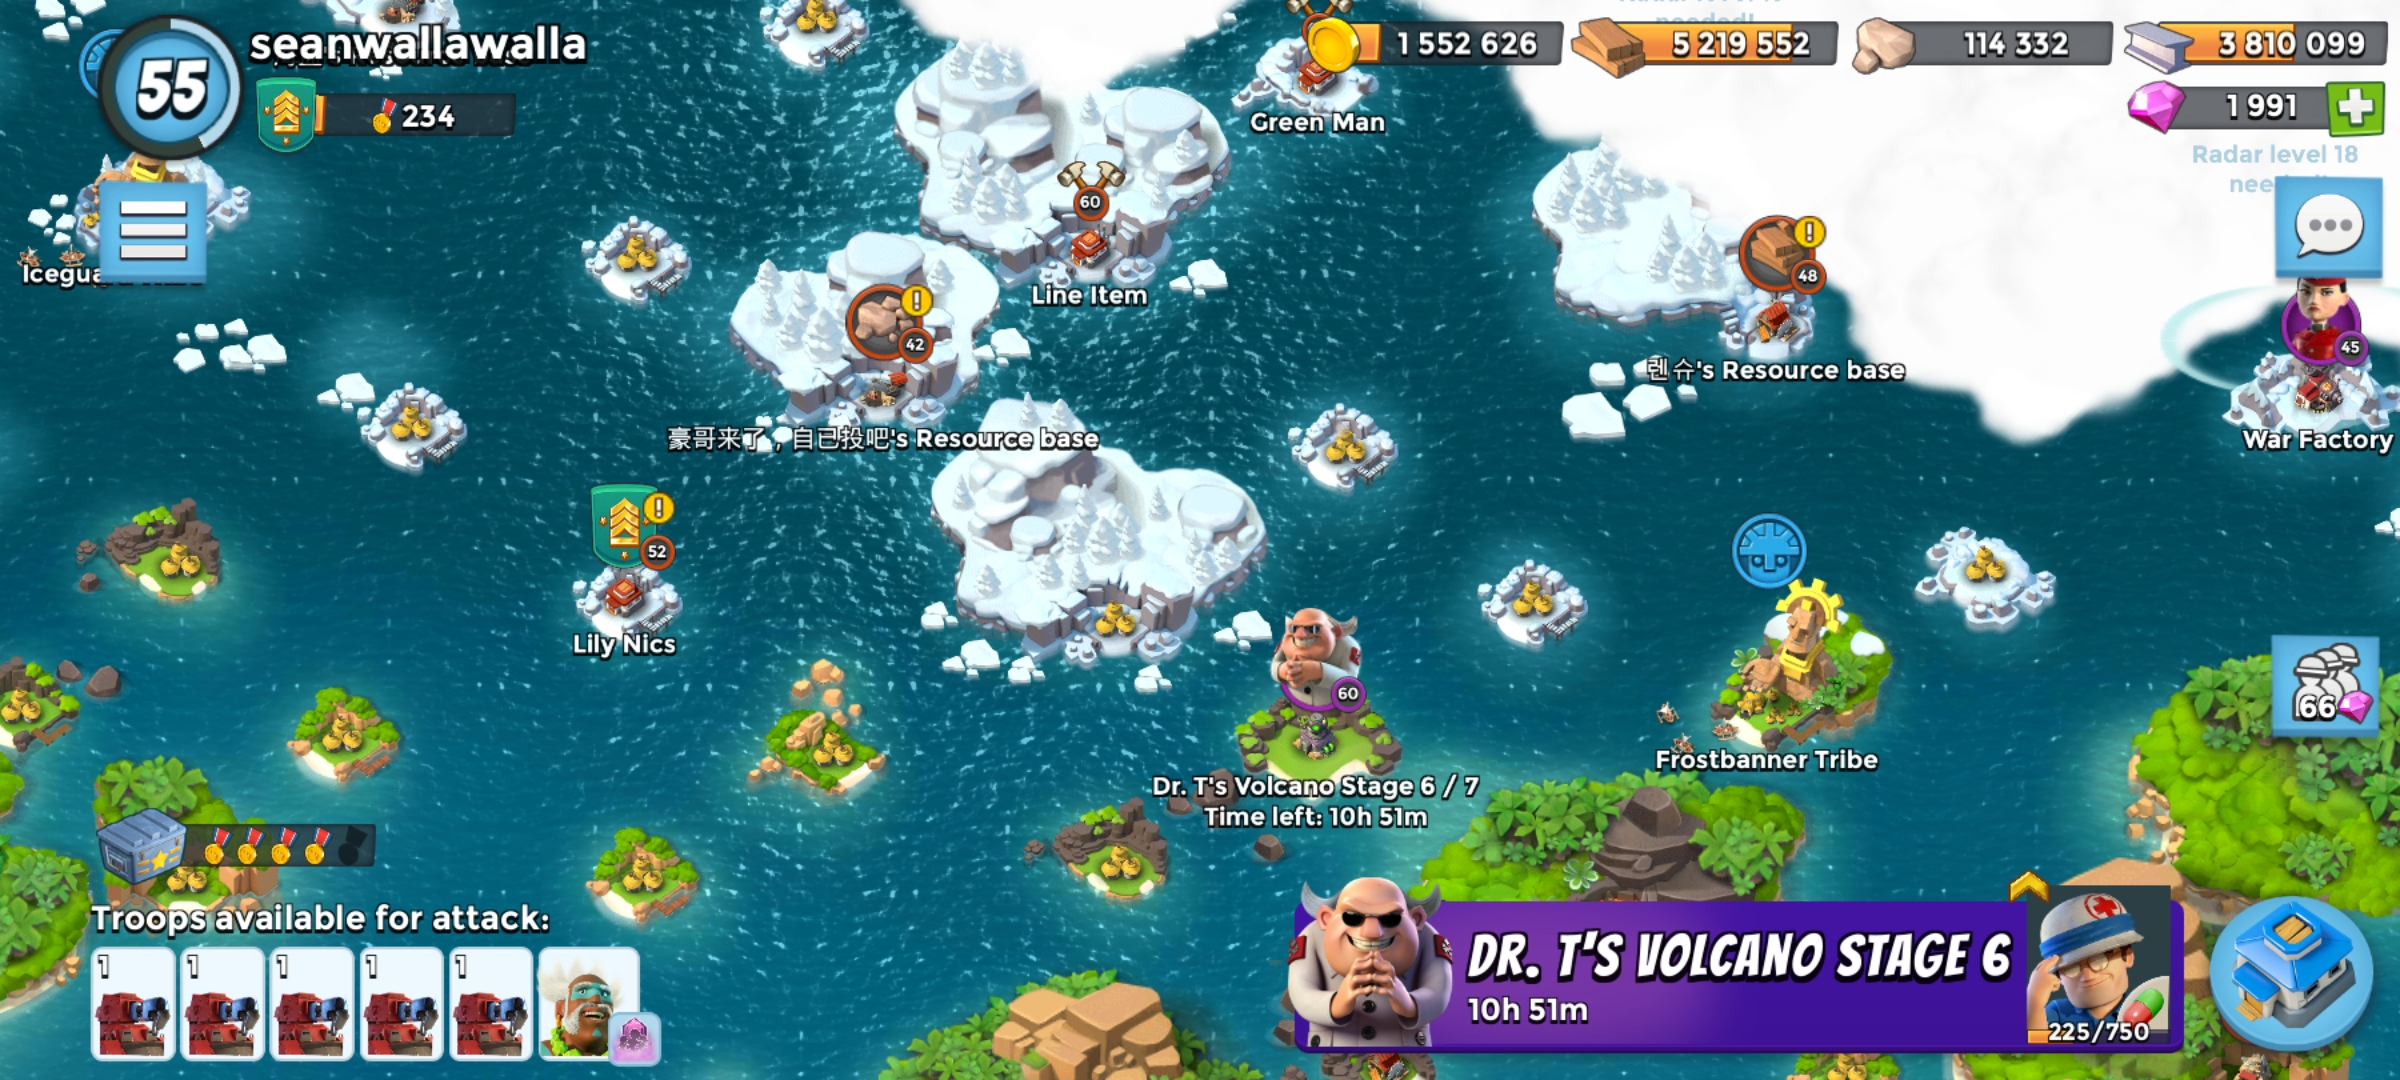 55
seanwallawalla
234
1 552 626
5 219 552
114 332
3 810 099
1 991
Radar level 18
Green Man
60
Line Item
42
豪哥来了，自已投吧's Resource base
48
렌슈's Resource base
45
War Factory
52
Lily Nics
60
Dr. T's Volcano Stage 6 / 7
Time left: 10h 51m
Frostbanner Tribe
66
Troops available for attack:
1
1
1
1
1
DR. T'S VOLCANO STAGE 6
10h 51m
225/750